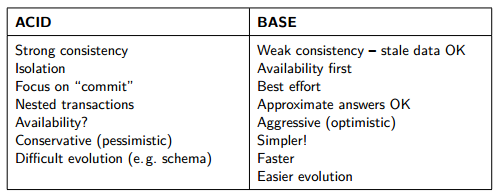 ACID
BASE
Strong consistency
Isolation
Focus on “commit”
Nested transactions
Availability?
Conservative (pessimistic)
Difficult evolution (e. g. schema)
Weak consistency – stale data OK
Availability first
Best effort
Approximate answers OK
Aggressive (optimistic)
Simpler!
Faster
Easier evolution